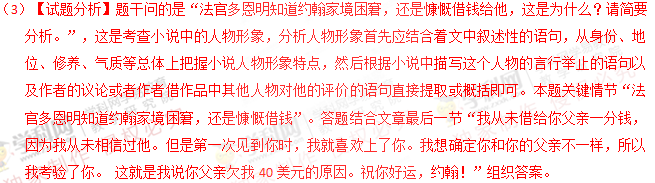 （3）【试题分析】题干问的是“法官多恩明知道约翰家境困窘，还是慷慨借钱给他，这是为什么？请简要
分析。”，这是考查小说中的人物形象，分析人物形象首先应结合着文中叙述性的语句，从身份、地
位、修养、气质等总体上把握小说人物形象特点，然后根据小说中描写这个人物的言行举止的语句以
及作者的议论或者作者借作品中其他人物对他的评价的语句直接提取或概括即可。本题关键情节“法
官多恩明知道约翰家境困窘，还是慷慨借钱”。答题结合文章最后一节“我从未借给你父亲一分钱，
因为我从未相信过他。但是第一次见到你时，我就喜欢上了你。我想确定你和你的父亲不一样，所以
我考验了你。 这就是我说你父亲欠我 40 美元的原因。祝你好运，约翰！”组织答案。